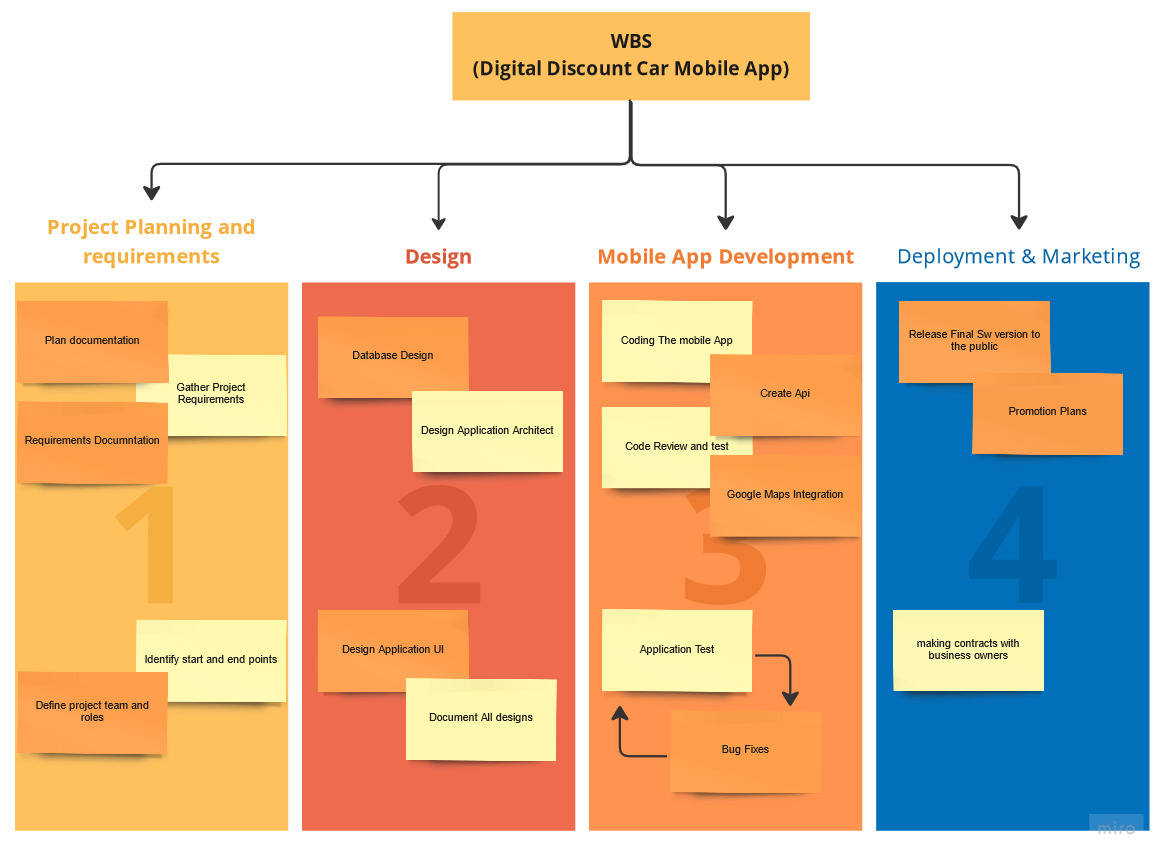 WBS
(Digital Discount Car Mobile App)
Project Planning and
requirements
Design
Mobile App Development
Deployment & Marketing
Plan documentation
Gather Project
Requirements
Requirements Documntation
1
Identify start and end points
Define project team and
roles
Database Design
Design Application Architect
2
Design Application UI
Document All designs
Coding The mobile App
Create Api
Code Review and test
Google Maps Integration
3
Application Test
Bug Fixes
Release Final Sw version to
the public
Promotion Plans
4
making contracts with
business owners
miro